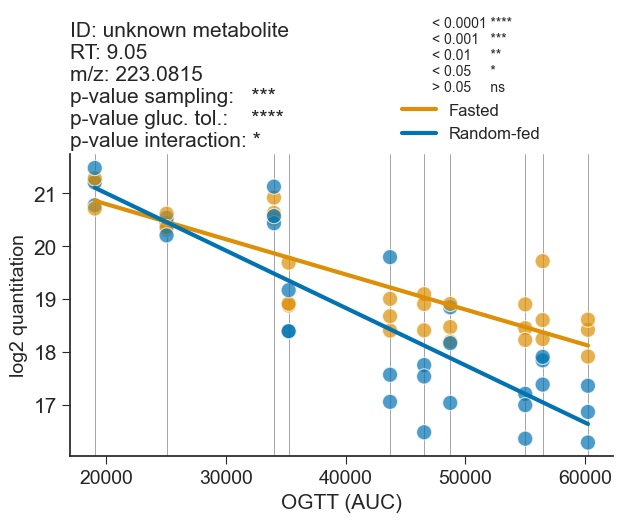 ID: unknown metabolite
RT: 9.05
m/z: 223.0815
p-value sampling: ***
p-value gluc. tol.: ****
p-value interaction: *
< 0.0001 ****
< 0.001 ***
< 0.01 **
< 0.05 *
> 0.05 ns
Fasted
Random-fed
log2 quantitation
21
20
19
18
17
20000 30000 40000 50000 60000
OGTT (AUC)